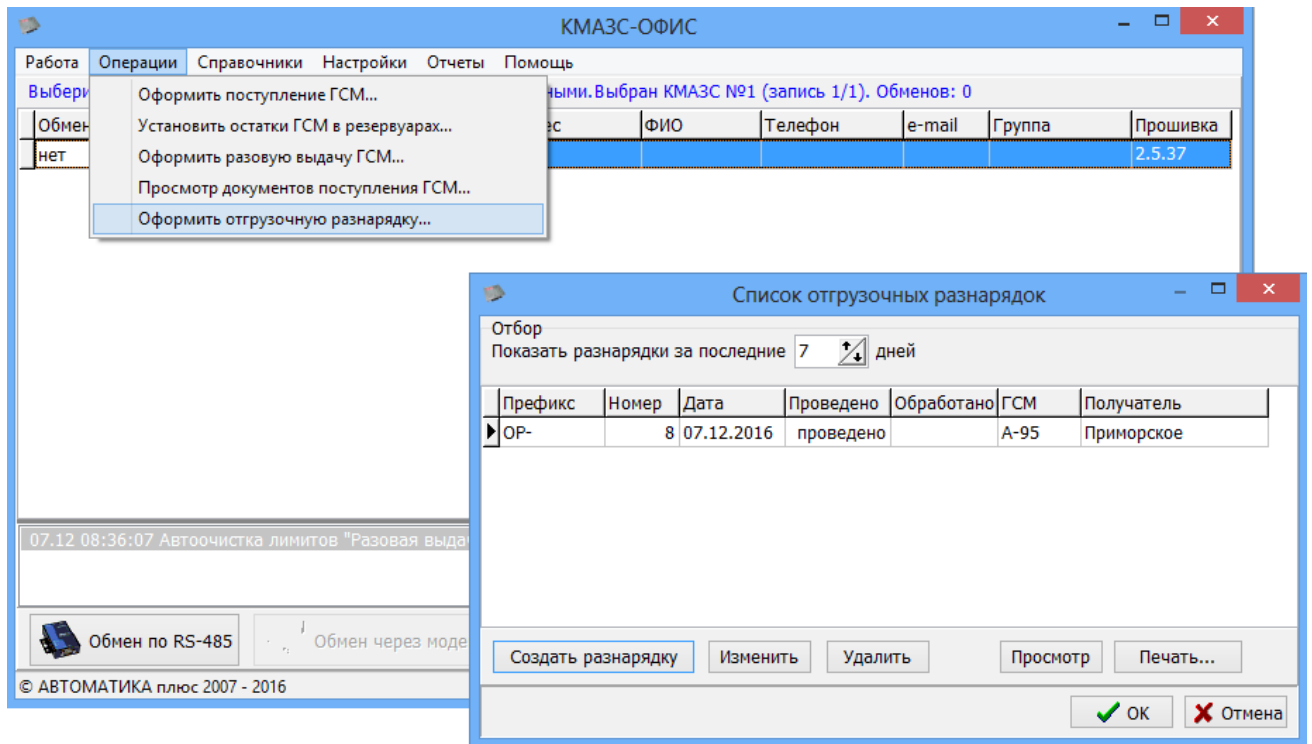 КМАЗС-ОФИС
Работа Операции Справочники Настройки Отчеты Помощь
Оформить поступление ГСМ...
Установить остатки ГСМ в резервуарах...
Оформить разовую выдачу ГСМ...
Просмотр документов поступления ГСМ...
Оформить отгрузочную разнарядку...
Выбран КМАЗС №1 (запись 1/1). Обменов: 0
ФИО Телефон e-mail Группа Прошивка
нет 2.5.37
Список отгрузочных разнарядок
Отбор
Показать разнарядки за последние 7 дней
Префикс Номер Дата Проведено Обработано ГСМ Получатель
ОР- 8 07.12.2016 проведено А-95 Приморское
07.12 08:36:07 Автоочистка лимитов "Разовая
Создать разнарядку Изменить Удалить Просмотр Печать...
Обмен по RS-485 Обмен через
© АВТОМАТИКА плюс 2007 - 2016
ОК Отмена